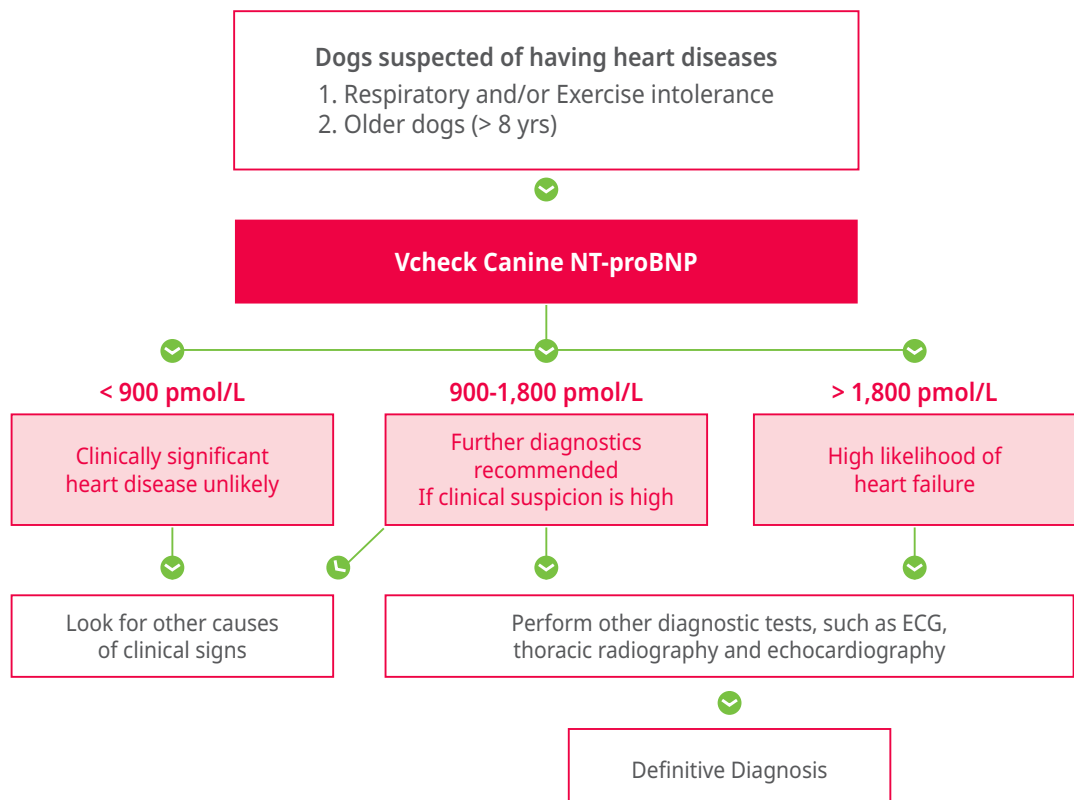 Dogs suspected of having heart diseases
1. Respiratory and/or Exercise intolerance
2. Older dogs (> 8 yrs)
Vcheck Canine NT-proBNP
< 900 pmol/L
Clinically significant
heart disease unlikely
900-1,800 pmol/L
Further diagnostics
recommended
If clinical suspicion is high
> 1,800 pmol/L
High likelihood of
heart failure
Look for other causes
of clinical signs
Perform other diagnostic tests, such as ECG,
thoracic radiography and echocardiography
Definitive Diagnosis